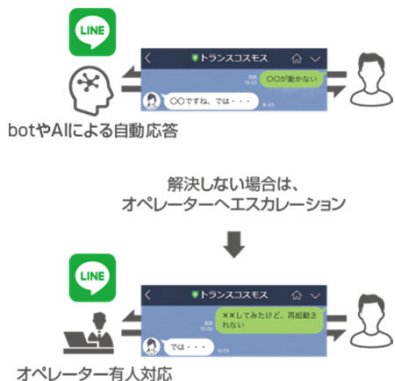 LINE
トランスコスモス
〇〇が動かない
既読
16:03
〇〇ですね、では・・・
16:03
botやAIによる自動応答
解決しない場合は、
オペレーターへエスカレーション
LINE
トランスコスモス
××してみたけど、再起動さ
れない
では・・・
オペレーター有人対応